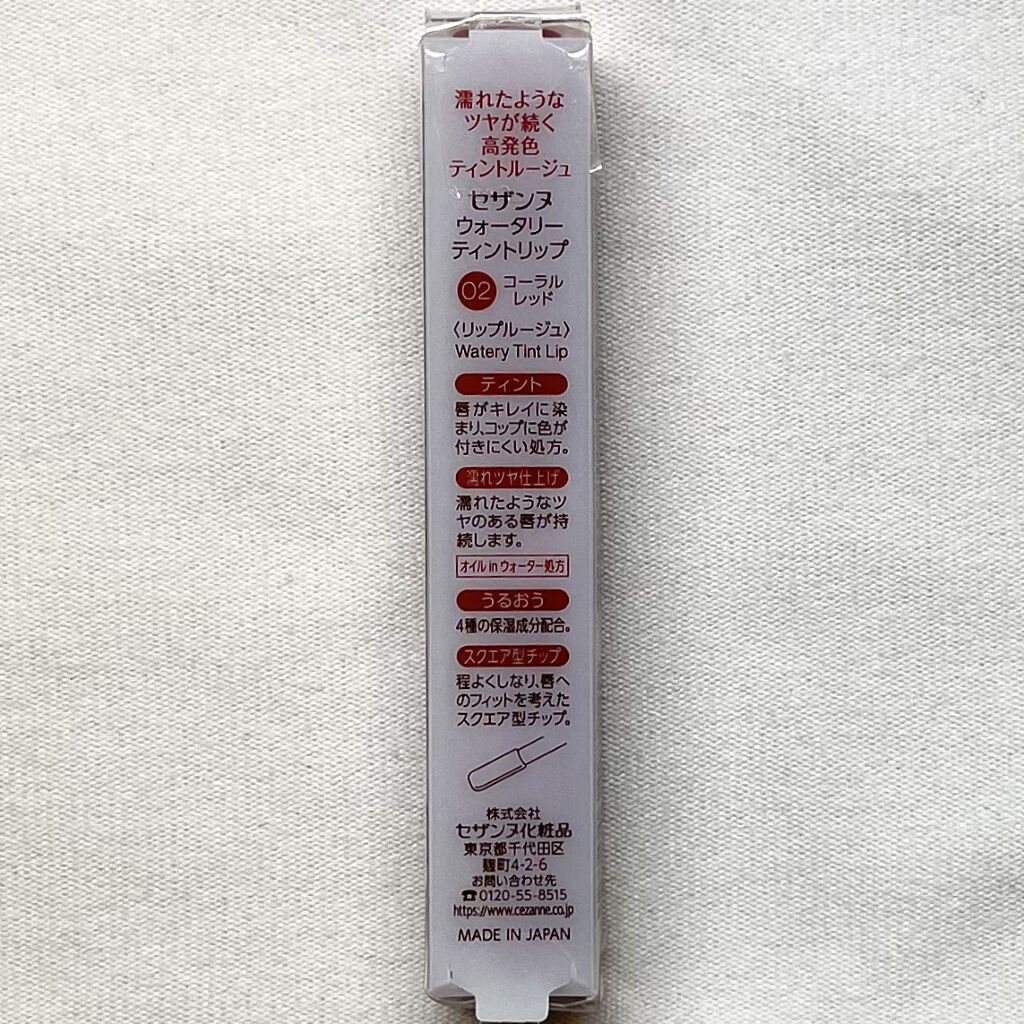 濡れたような
ツヤが続く
高発色
ティントルージュ
セザンヌ
ウォータリー
ティントリップ
02 コーラル
レッド
〈リップルージュ〉
Watery Tint Lip
ティント
唇がキレイに染
まり、コップに色が
付きにくい処方。
濡れツヤ仕上げ
濡れたようなツ
ヤのある唇が持
続します。
オイル in ウォーター処方
うるおう
4種の保湿成分配合。
スクエア型チップ
程よくしなり、唇へ
のフィットを考えた
スクエア型チップ。
株式会社
セザンヌ化粧品
東京都千代田区
麹町4-2-6
お問い合わせ先
☎0120-55-8515
https://www.cezanne.co.jp
MADE IN JAPAN